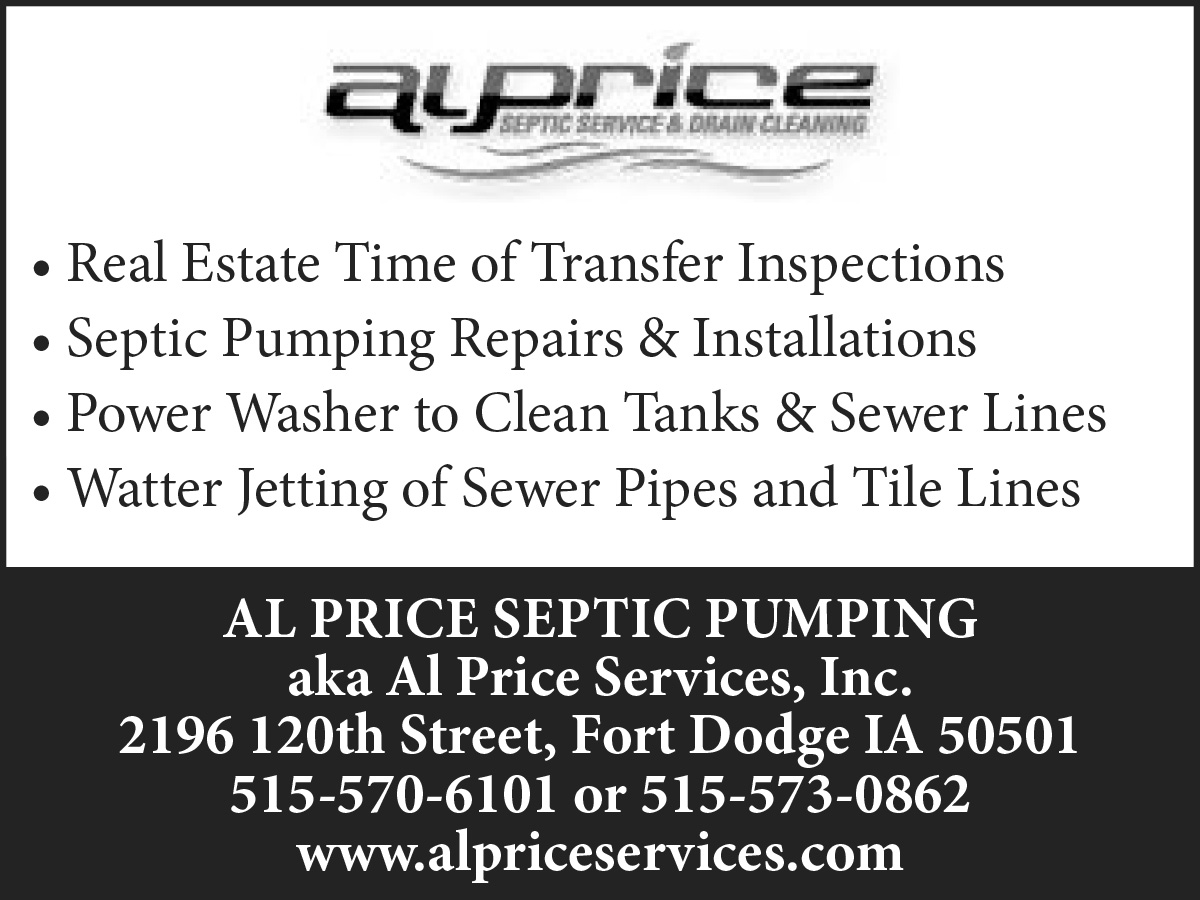 alprice
SEPTIC SERVICE & DRAIN CLEANING
• Real Estate Time of Transfer Inspections
• Septic Pumping Repairs & Installations
• Power Washer to Clean Tanks & Sewer Lines
• Watter Jetting of Sewer Pipes and Tile Lines
AL PRICE SEPTIC PUMPING
aka Al Price Services, Inc.
2196 120th Street, Fort Dodge IA 50501
515-570-6101 or 515-573-0862
www.alpriceservices.com